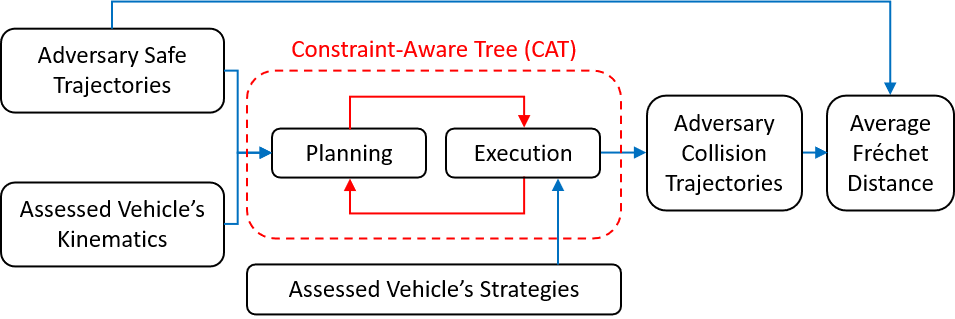 Adversary Safe
Trajectories
Constraint-Aware Tree (CAT)
Planning
Execution
Adversary
Collision
Trajectories
Average
Fréchet
Distance
Assessed Vehicle’s
Kinematics
Assessed Vehicle’s Strategies